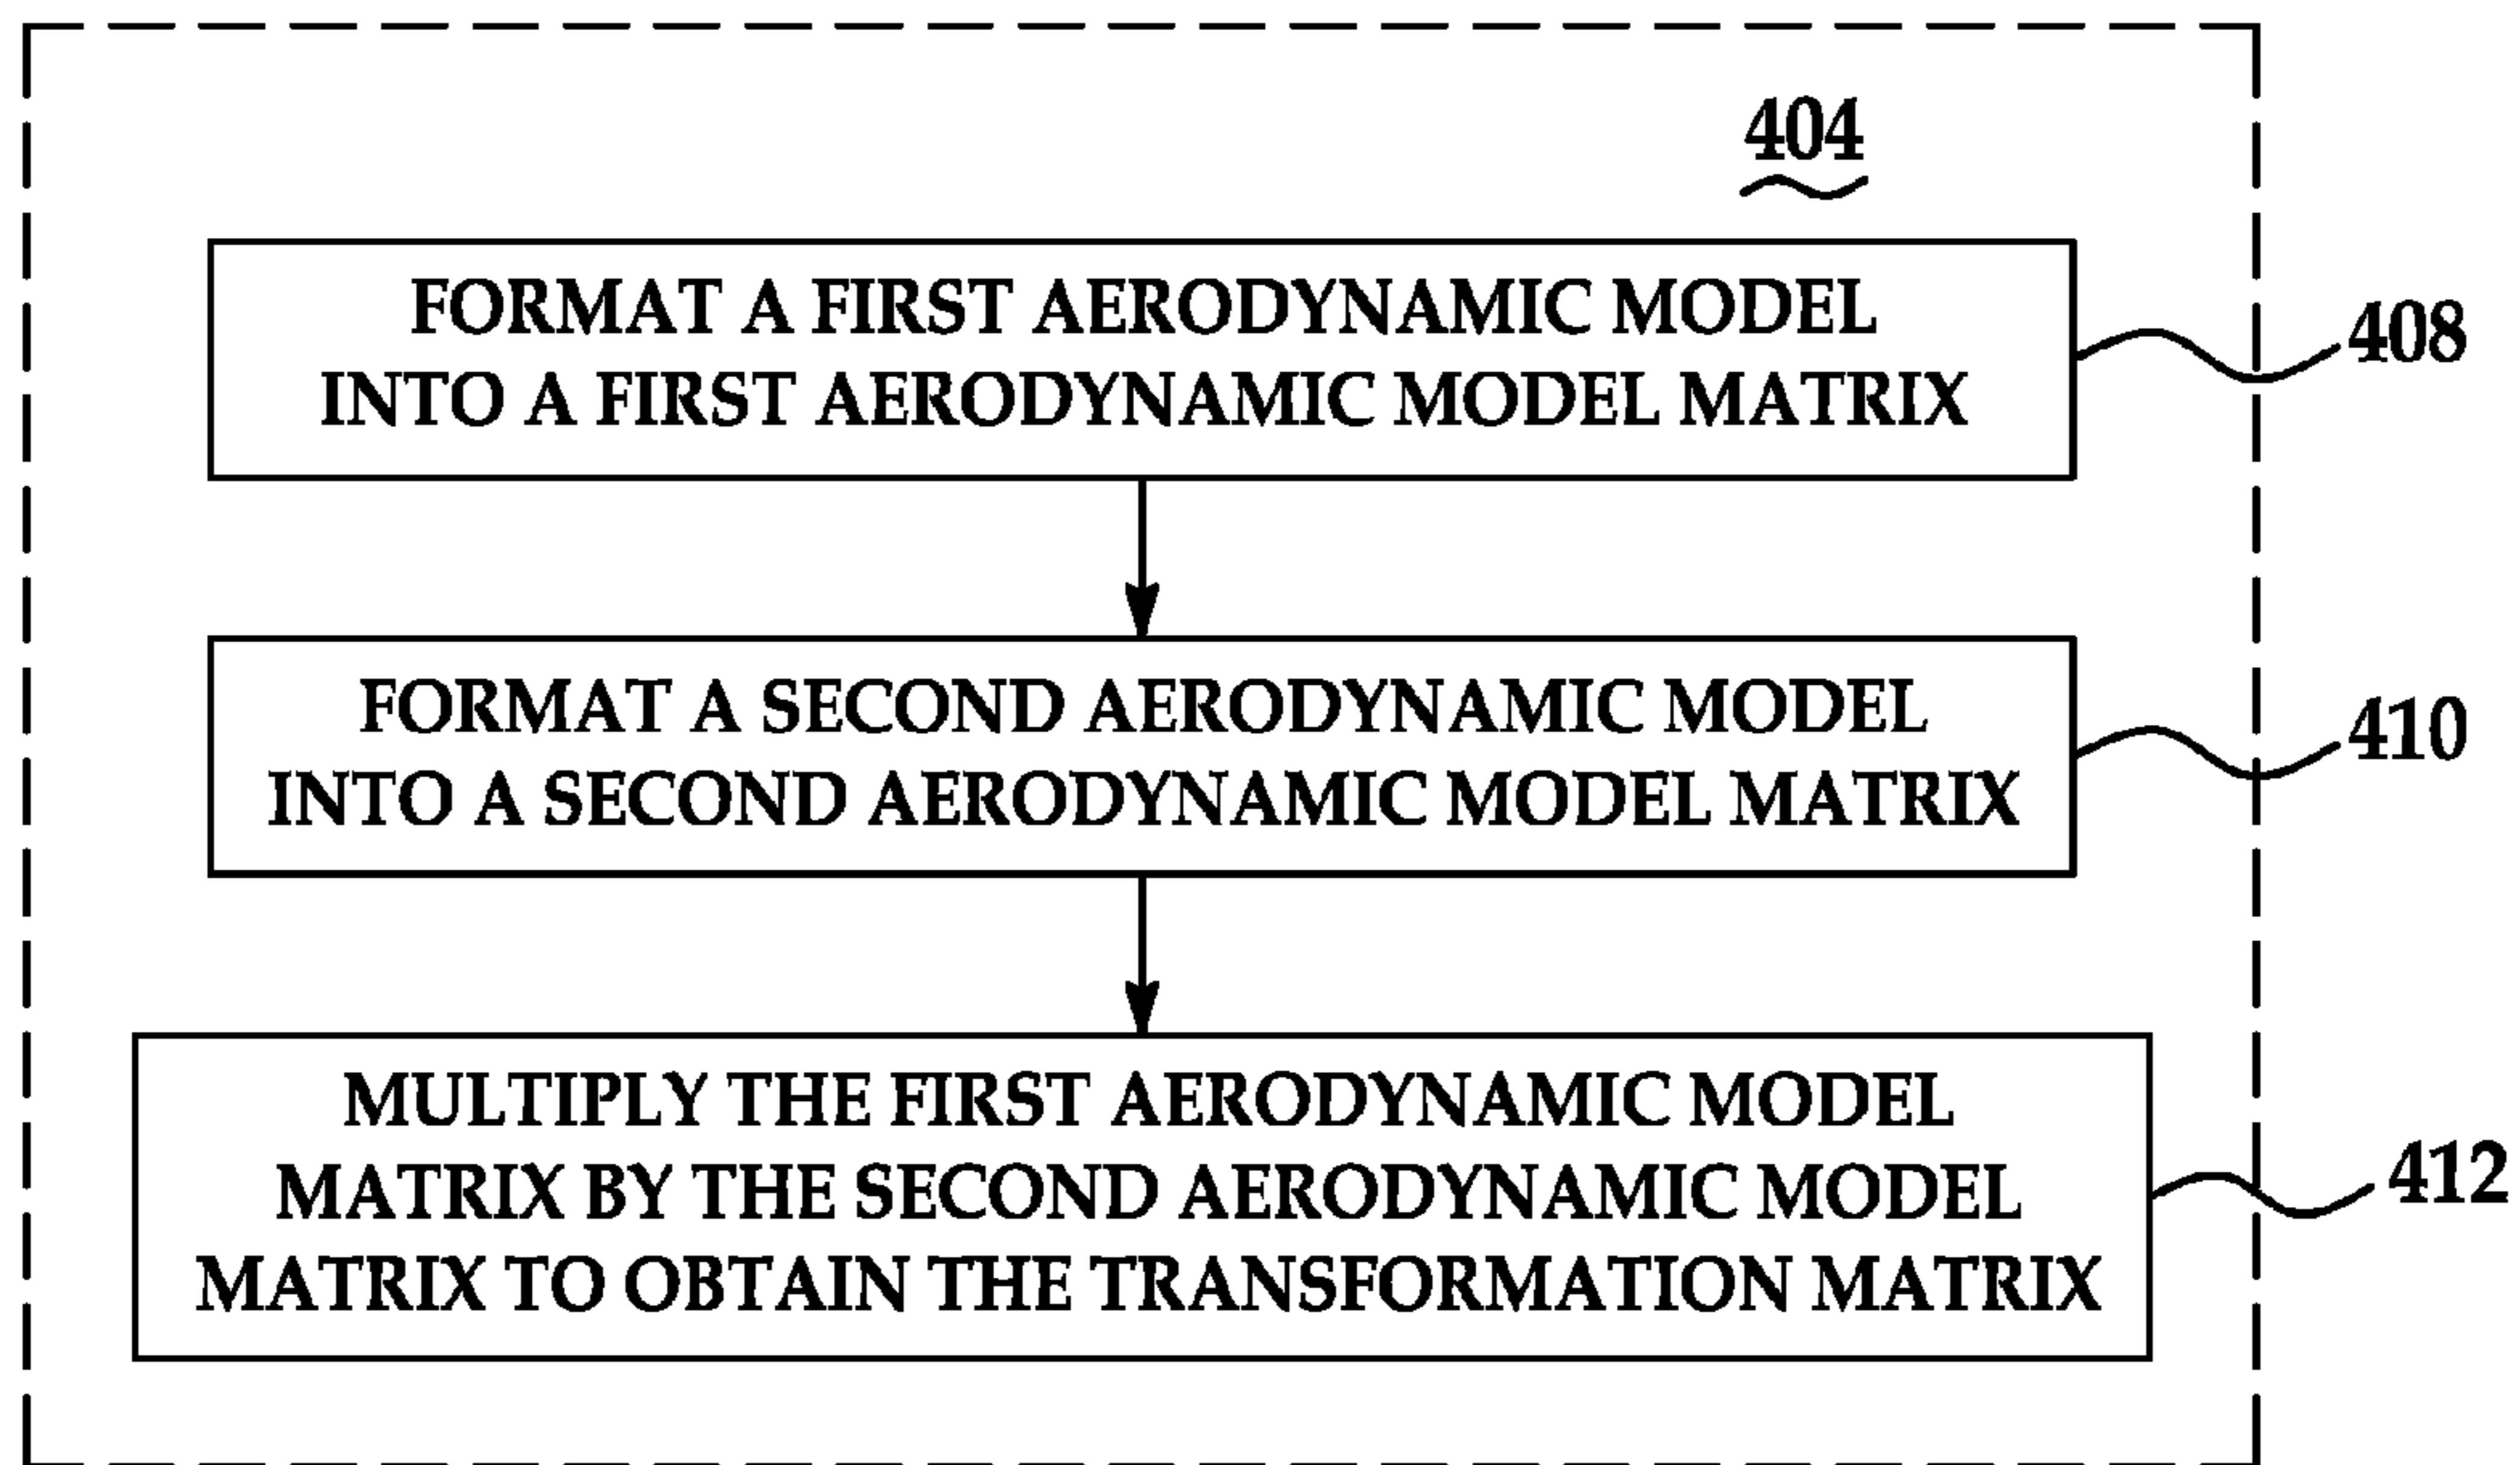 404
FORMAT A FIRST AERODYNAMIC MODEL
INTO A FIRST AERODYNAMIC MODEL MATRIX
408
FORMAT A SECOND AERODYNAMIC MODEL
INTO A SECOND AERODYNAMIC MODEL MATRIX
410
MULTIPLY THE FIRST AERODYNAMIC MODEL
MATRIX BY THE SECOND AERODYNAMIC MODEL
MATRIX TO OBTAIN THE TRANSFORMATION MATRIX
412